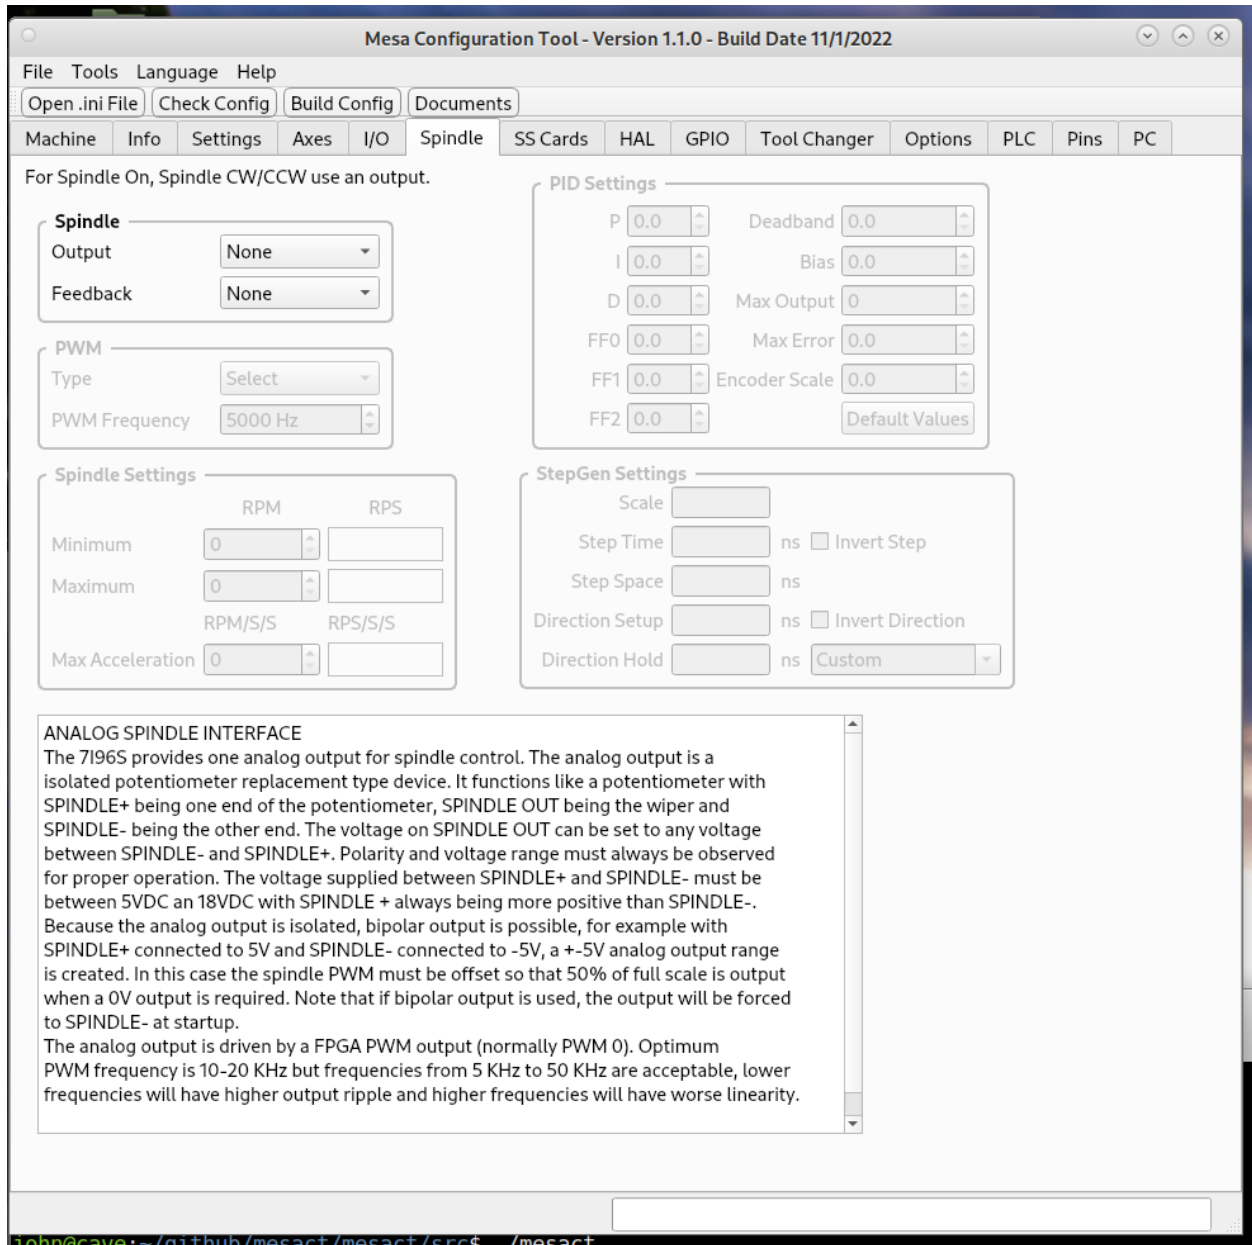 Mesa Configuration Tool - Version 1.1.0 - Build Date 11/1/2022
File Tools Language Help
Open .ini File Check Config Build Config Documents
Machine Info Settings Axes I/O Spindle SS Cards HAL GPIO Tool Changer Options PLC Pins PC
For Spindle On, Spindle CW/CCW use an output.
Spindle
Output None
Feedback None
PWM
Type Select
PWM Frequency 5000 Hz
Spindle Settings
RPM RPS
Minimum 0
Maximum 0
RPM/S/S RPS/S/S
Max Acceleration 0
PID Settings
P 0.0 Deadband 0.0
I 0.0 Bias 0.0
D 0.0 Max Output 0
FF0 0.0 Max Error 0.0
FF1 0.0 Encoder Scale 0.0
FF2 0.0 Default Values
StepGen Settings
Scale
Step Time ns Invert Step
Step Space ns
Direction Setup ns Invert Direction
Direction Hold ns Custom
ANALOG SPINDLE INTERFACE
The 7I96S provides one analog output for spindle control. The analog output is a
isolated potentiometer replacement type device. It functions like a potentiometer with
SPINDLE+ being one end of the potentiometer, SPINDLE OUT being the wiper and
SPINDLE- being the other end. The voltage on SPINDLE OUT can be set to any voltage
between SPINDLE- and SPINDLE+. Polarity and voltage range must always be observed
for proper operation. The voltage supplied between SPINDLE+ and SPINDLE- must be
between 5VDC an 18VDC with SPINDLE + always being more positive than SPINDLE-.
Because the analog output is isolated, bipolar output is possible, for example with
SPINDLE+ connected to 5V and SPINDLE- connected to -5V, a +-5V analog output range
is created. In this case the spindle PWM must be offset so that 50% of full scale is output
when a 0V output is required. Note that if bipolar output is used, the output will be forced
to SPINDLE- at startup.
The analog output is driven by a FPGA PWM output (normally PWM 0). Optimum
PWM frequency is 10-20 KHz but frequencies from 5 KHz to 50 KHz are acceptable, lower
frequencies will have higher output ripple and higher frequencies will have worse linearity.
john@cave:~/github/mesact/mesact/src$ ./mesact